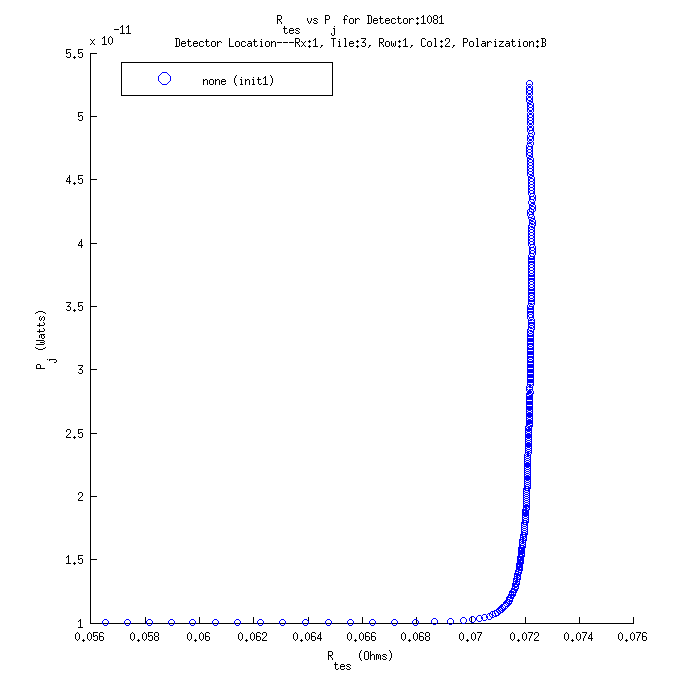 R_tes vs P_j for Detector:1081
Detector Location---Rx:1, Tile:3, Row:1, Col:2, Polarization:B
x 10^-11
none (init1)
5.5
5
4.5
4
3.5
3
2.5
2
1.5
1
P_j (Watts)
0.056 0.058 0.06 0.062 0.064 0.066 0.068 0.07 0.072 0.074 0.076
R_tes (Ohms)